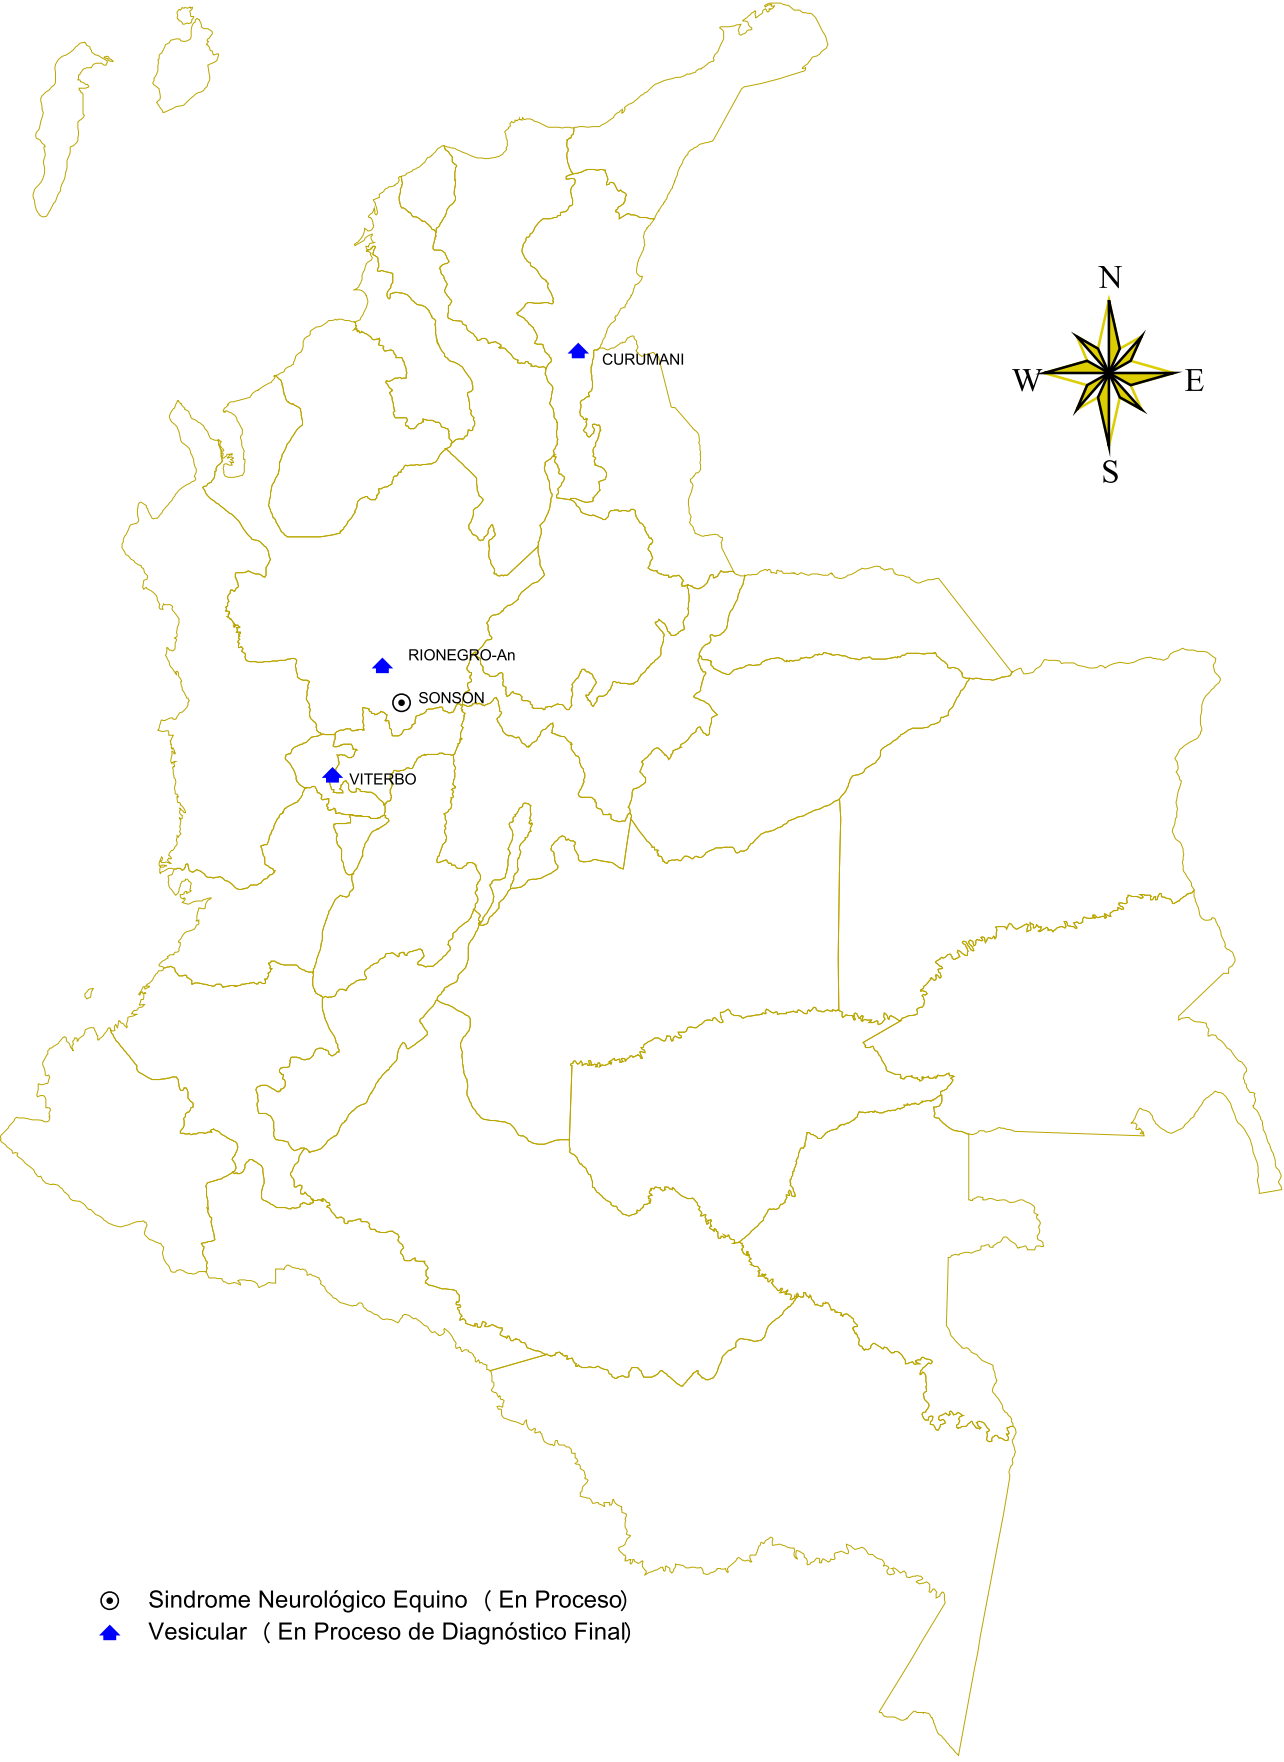 N
W
E
S
CURUMANI
RIONEGRO-An
SONSON
VITERBO
Sindrome Neurológico Equino ( En Proceso)
Vesicular ( En Proceso de Diagnóstico Final)